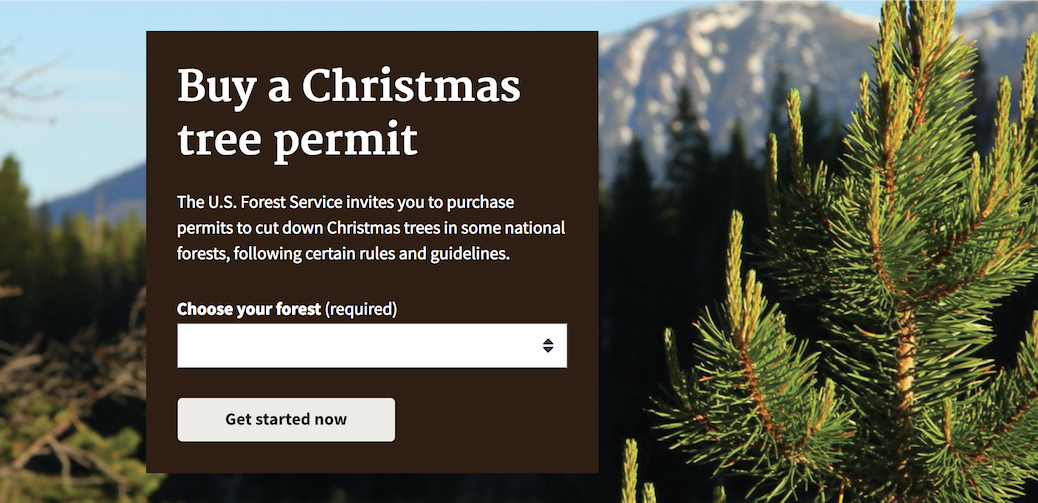 Buy a Christmas
tree permit
The U.S. Forest Service invites you to purchase
permits to cut down Christmas trees in some national
forests, following certain rules and guidelines.
Choose your forest (required)
Get started now